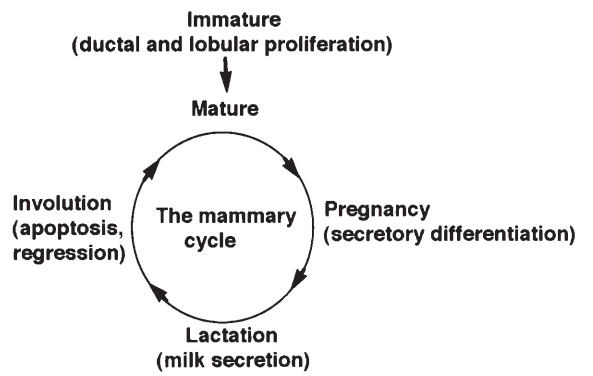 Immature
(ductal and lobular proliferation)
Mature
Involution
(apoptosis,
regression)
The mammary
cycle
Pregnancy
(secretory differentiation)
Lactation
(milk secretion)